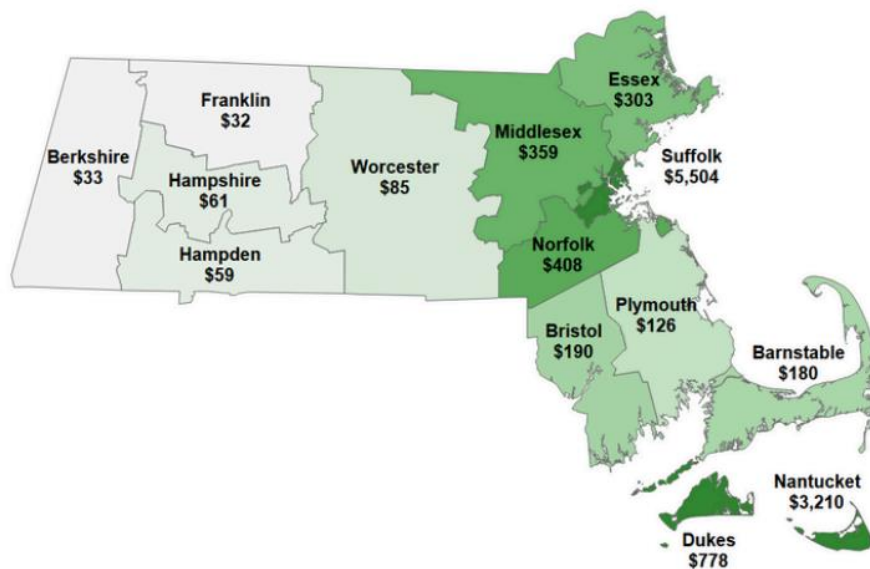 Essex
$303
Franklin
$32
Middlesex
$359
Berkshire
$33
Worcester
$85
Suffolk
$5,504
Hampshire
$61
Hampden
$59
Norfolk
$408
Plymouth
$126
Bristol
$190
Barnstable
$180
Nantucket
$3,210
Dukes
$778